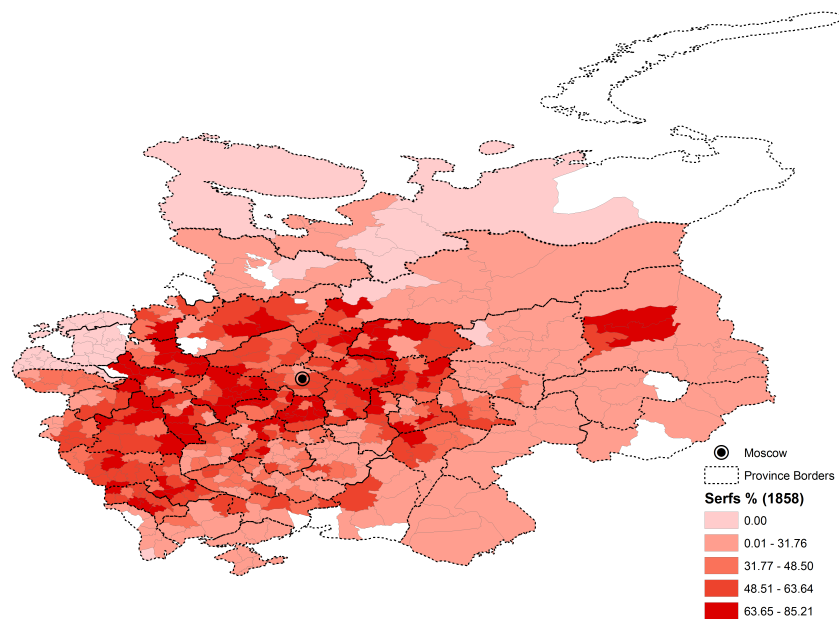 Moscow
Province Borders
Serfs % (1858)
0.00
0.01 - 31.76
31.77 - 48.50
48.51 - 63.64
63.65 - 85.21